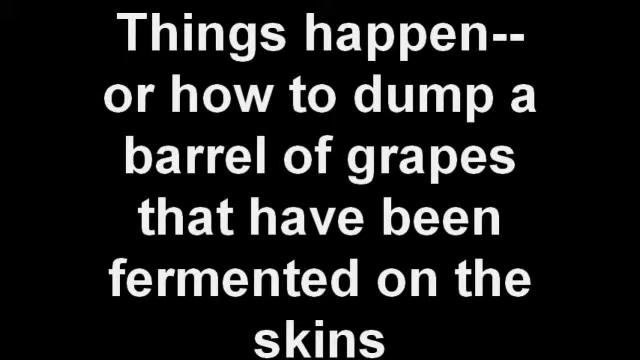 Things happen--
or how to dump a
barrel of grapes
that have been
fermented on the
skins